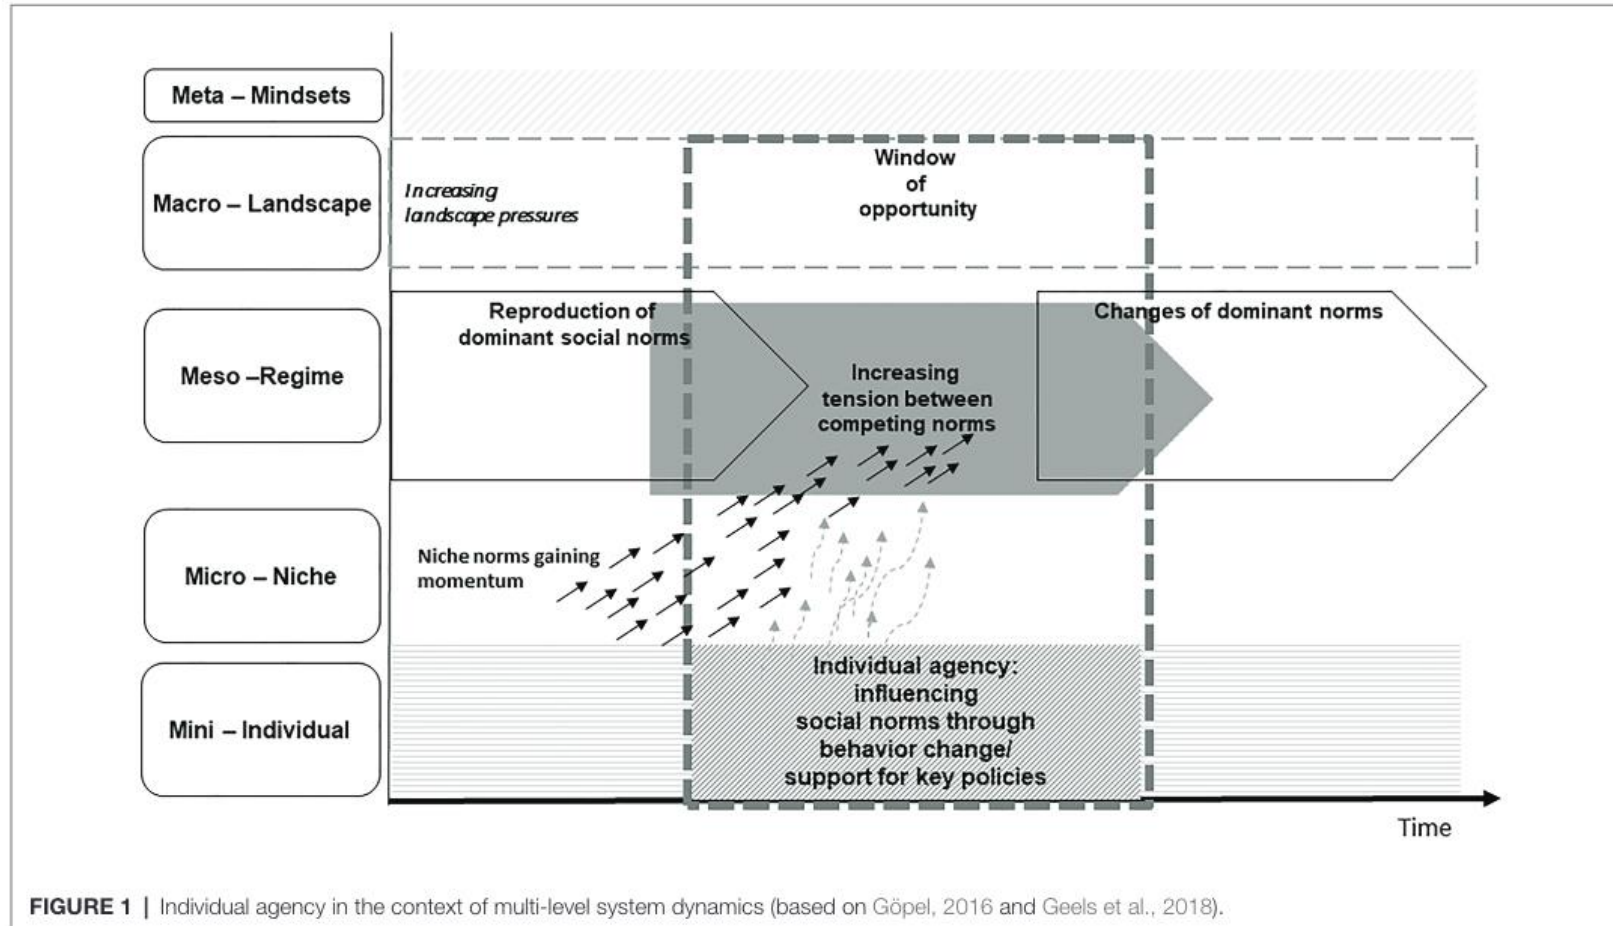 Meta – Mindsets
Macro – Landscape
Increasing
landscape pressures
Window
of
opportunity
Meso –Regime
Reproduction of
dominant social norms
Increasing
tension between
competing norms
Changes of dominant norms
Micro – Niche
Niche norms gaining
momentum
Mini – Individual
Individual agency:
influencing
social norms through
behavior change/
support for key policies
Time
FIGURE 1 | Individual agency in the context of multi-level system dynamics (based on Göpel, 2016 and Geels et al., 2018).